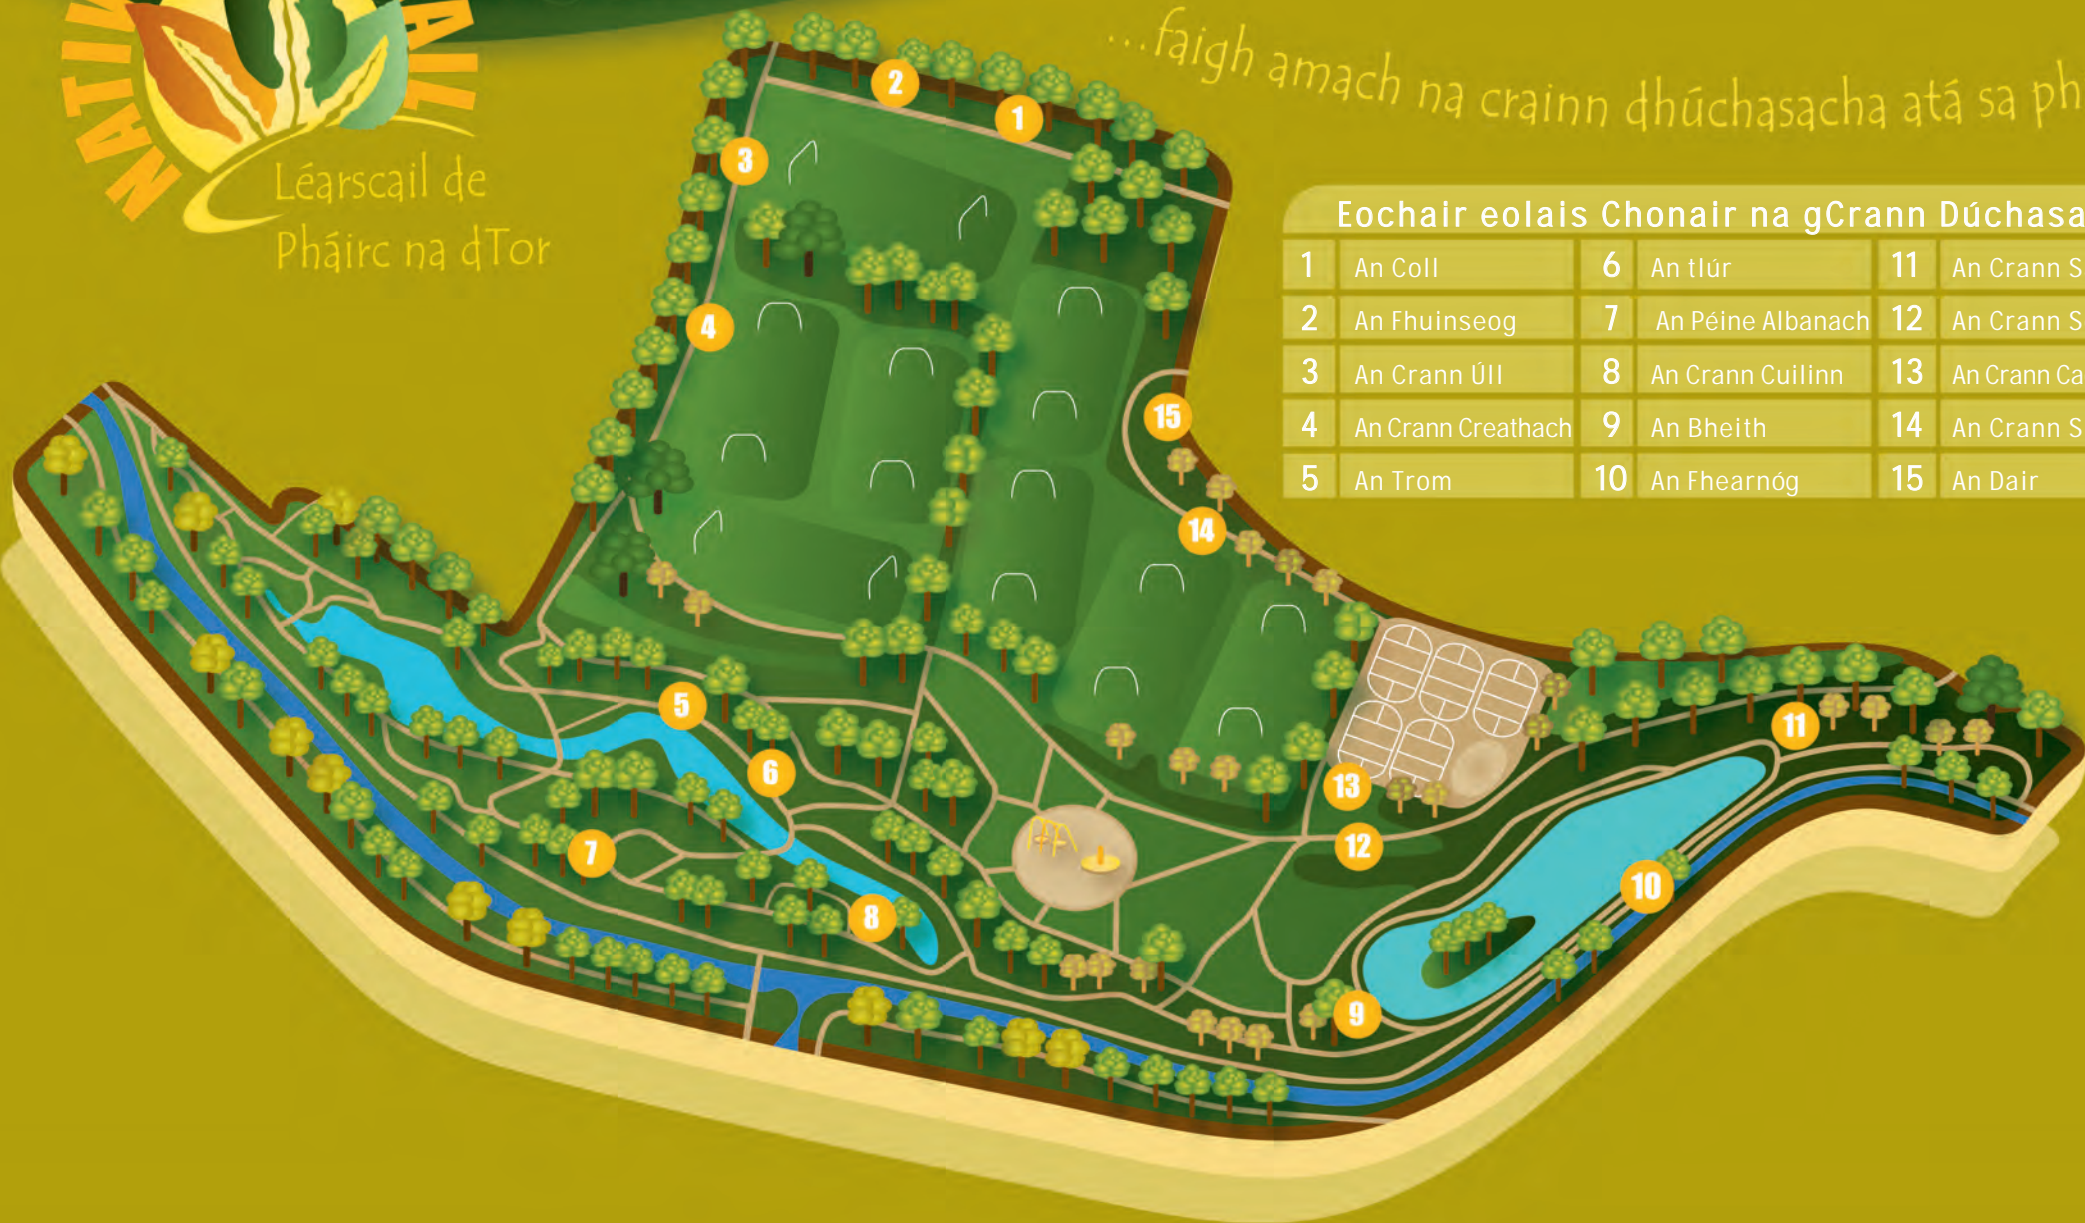 ...faigh amach na crainn dhúchasacha atá sa ph
Léarscail de
Pháirc na dTor
Eochair eolais Chonair na gCrann Dúchasa
1 An Coll 6 An tlúr 11 An Crann S
2 An Fhuinseog 7 An Péine Albanach 12 An Crann S
3 An Crann Úll 8 An Crann Cuilinn 13 An Crann Ca
4 An Crann Creathach 9 An Bheith 14 An Crann S
5 An Trom 10 An Fhearnóg 15 An Dair
2
1
3
4
15
14
5
6
11
13
7
12
10
8
9